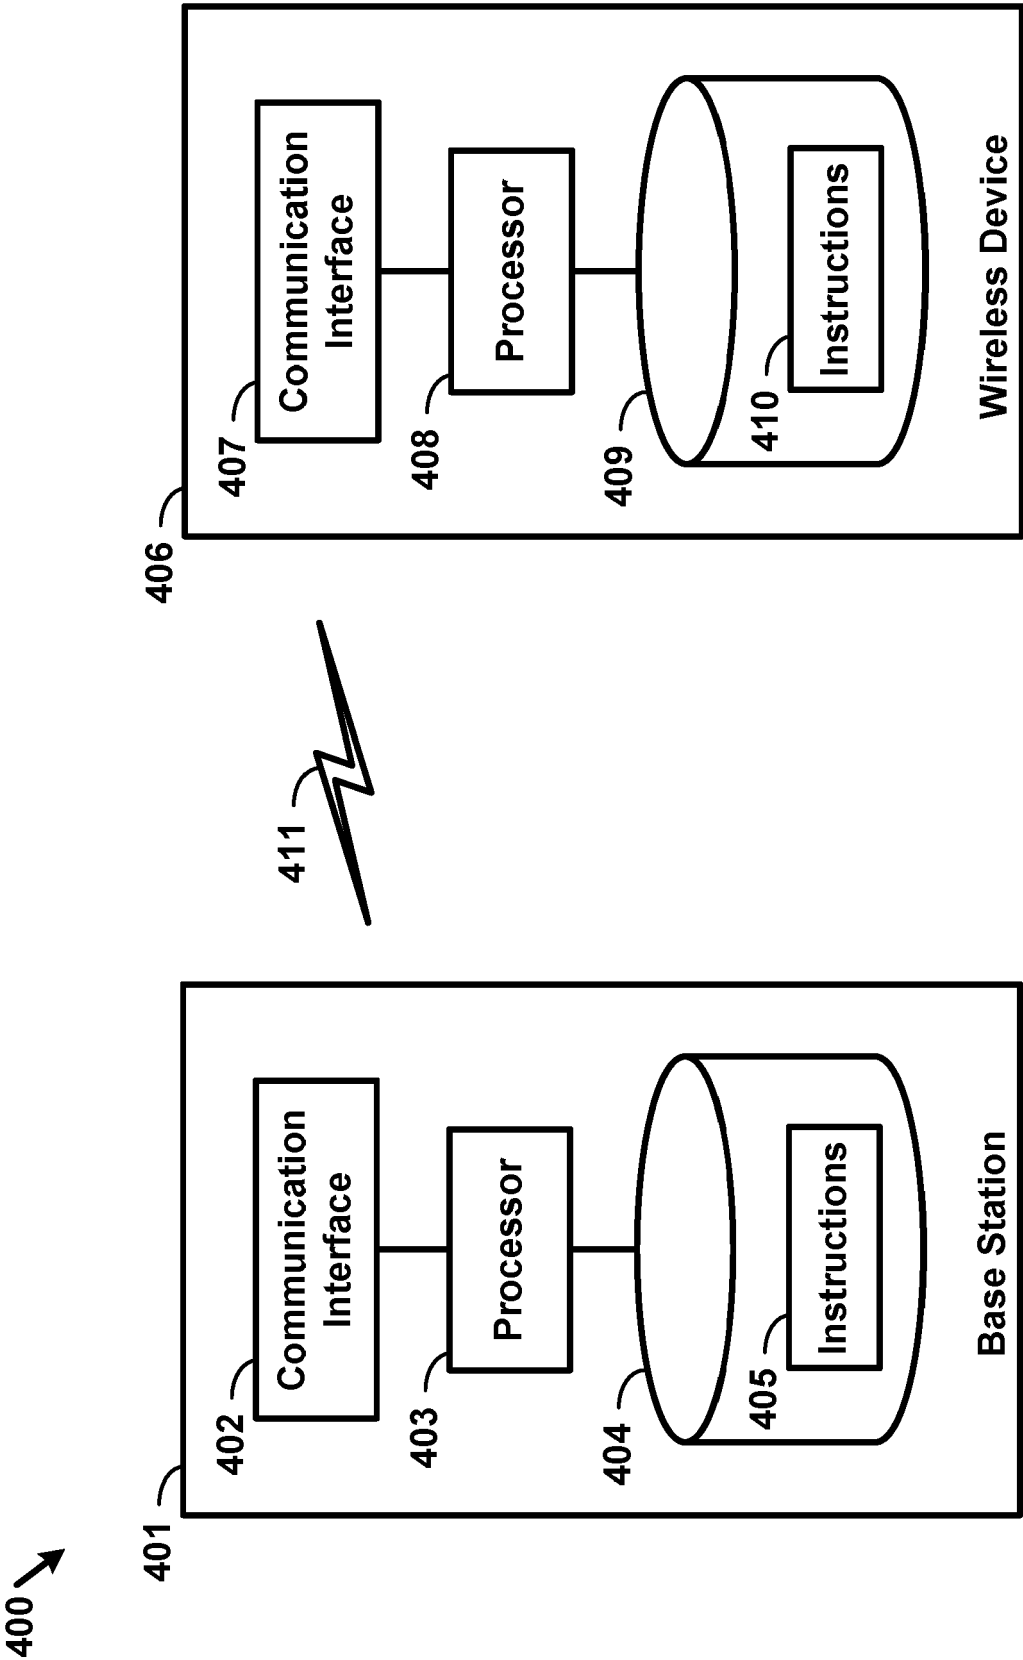 400
401
402
Communication
Interface
403
Processor
404
405
Instructions
Base Station
411
406
407
Communication
Interface
408
Processor
409
410
Instructions
Wireless Device